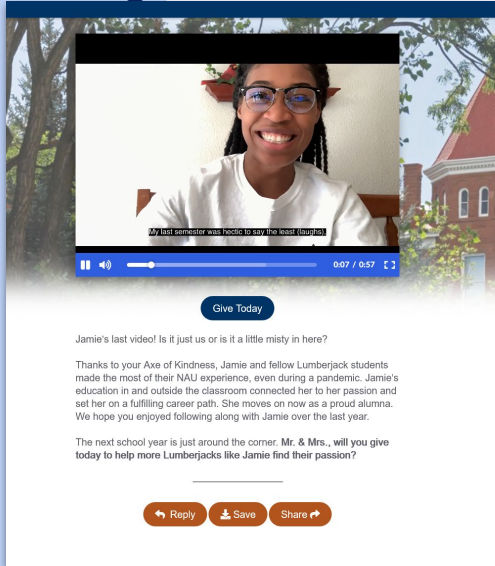 My last semester was hectic to say the least (laughs),
0:07 / 0:57
Give Today
Jamie's last video! Is it just us or is it a little misty in here?
Thanks to your Axe of Kindness, Jamie and fellow Lumberjack students
made the most of their NAU experience, even during a pandemic. Jamie's
education in and outside the classroom connected her to her passion and
set her on a fulfilling career path. She moves on now as a proud alumna.
We hope you enjoyed following along with Jamie over the last year.
The next school year is just around the corner. Mr. & Mrs., will you give
today to help more Lumberjacks like Jamie find their passion?
Reply Save Share